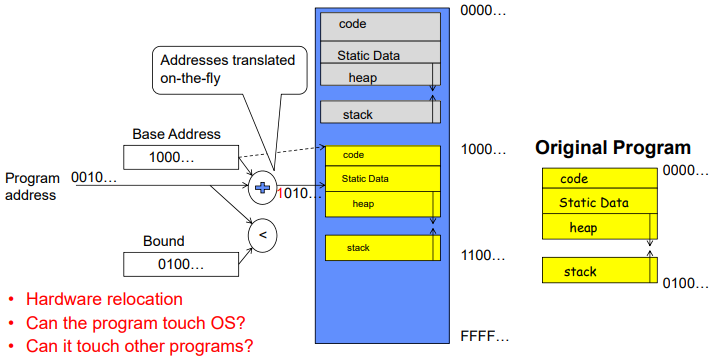 Addresses translated
on-the-fly
Base Address
1000…
Program
address
0010…
+
1010…
<
Bound
0100…
code
Static Data
heap
stack
code
Static Data
heap
stack
0000…
1000…
1100…
FFFF…
Original Program
0000…
code
Static Data
heap
stack
0100…
• Hardware relocation
• Can the program touch OS?
• Can it touch other programs?